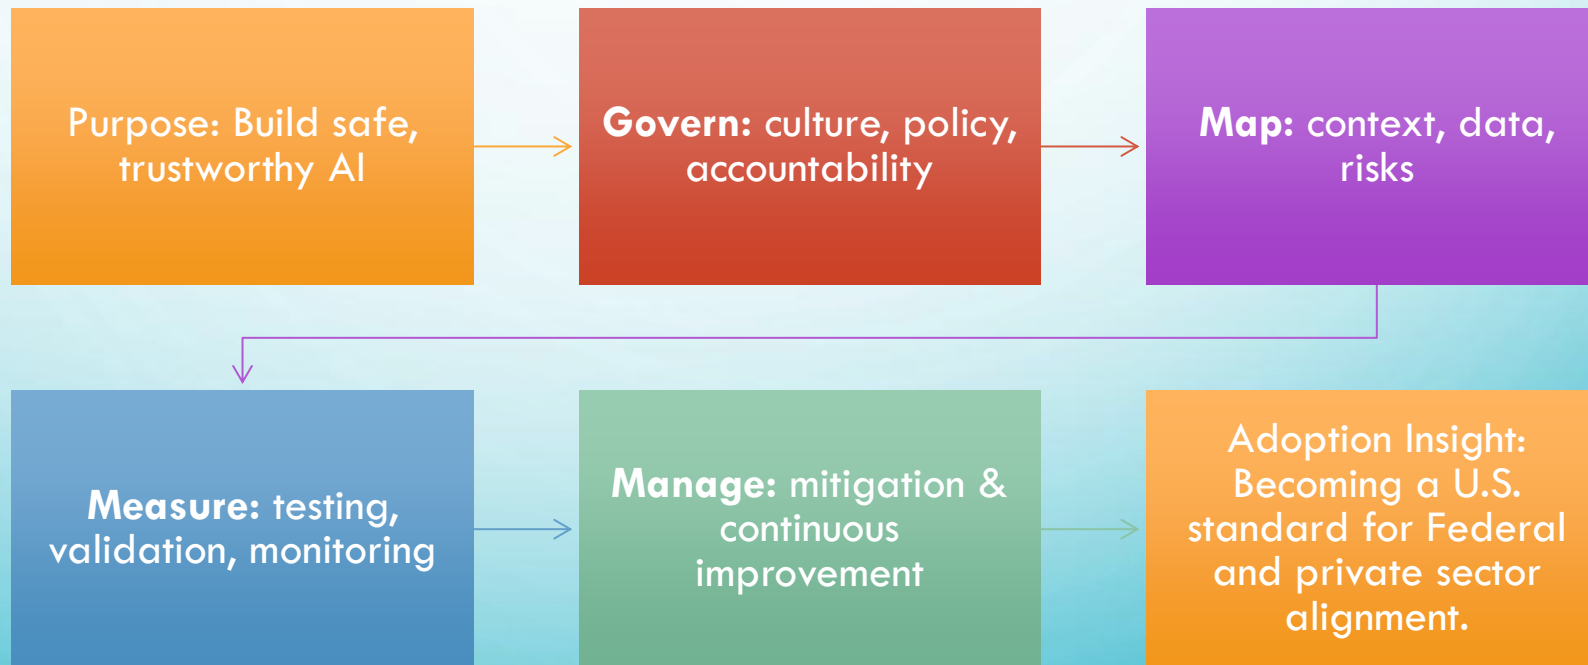 Purpose: Build safe,
trustworthy AI
Govern: culture, policy,
accountability
Map: context, data,
risks
Measure: testing,
validation, monitoring
Manage: mitigation &
continuous
improvement
Adoption Insight:
Becoming a U.S.
standard for Federal
and private sector
alignment.